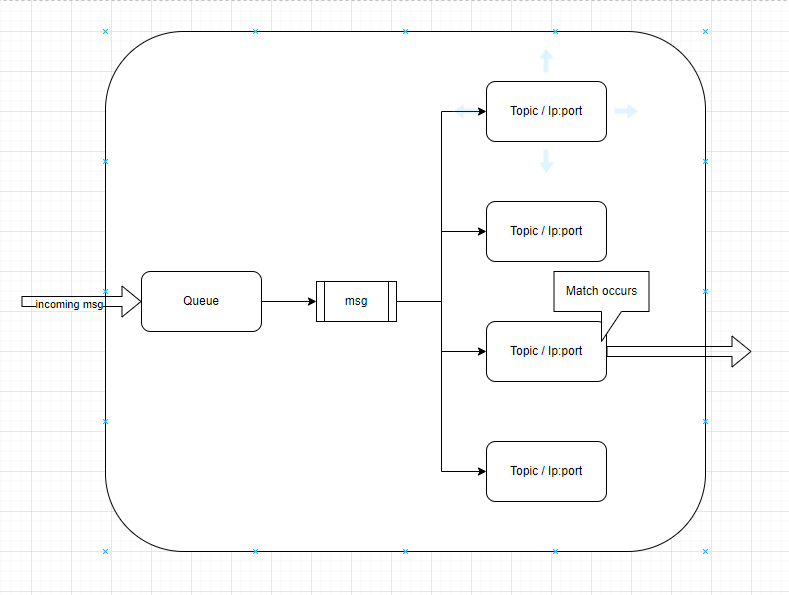 Topic / Ip:port
Topic / Ip:port
Match occurs
incoming msg
Queue
msg
Topic / Ip:port
Topic / Ip:port